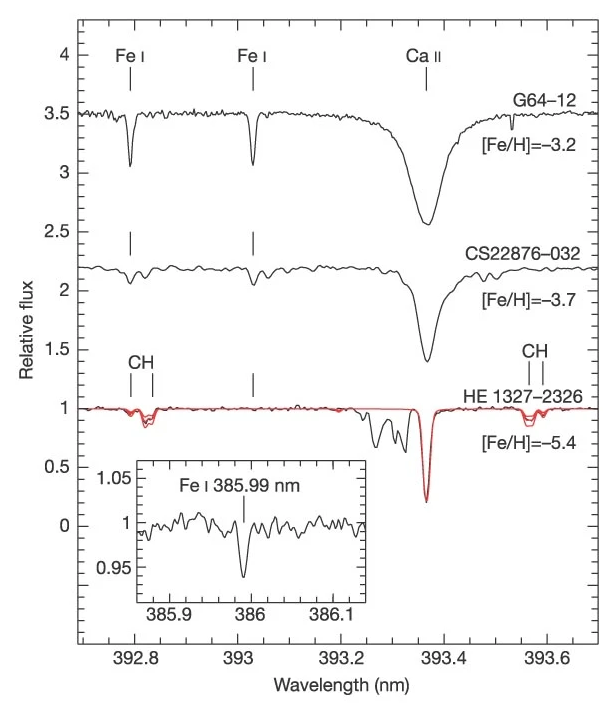 Fe I
Fe I
Ca II
G64–12
[Fe/H]=–3.2
CS22876–032
[Fe/H]=–3.7
CH
CH
HE 1327–2326
[Fe/H]=–5.4
Fe I 385.99 nm
1.05
1
0.95
385.9
386
386.1
4
3.5
3
2.5
2
1.5
1
0.5
0
Relative flux
392.8
393
393.2
393.4
393.6
Wavelength (nm)